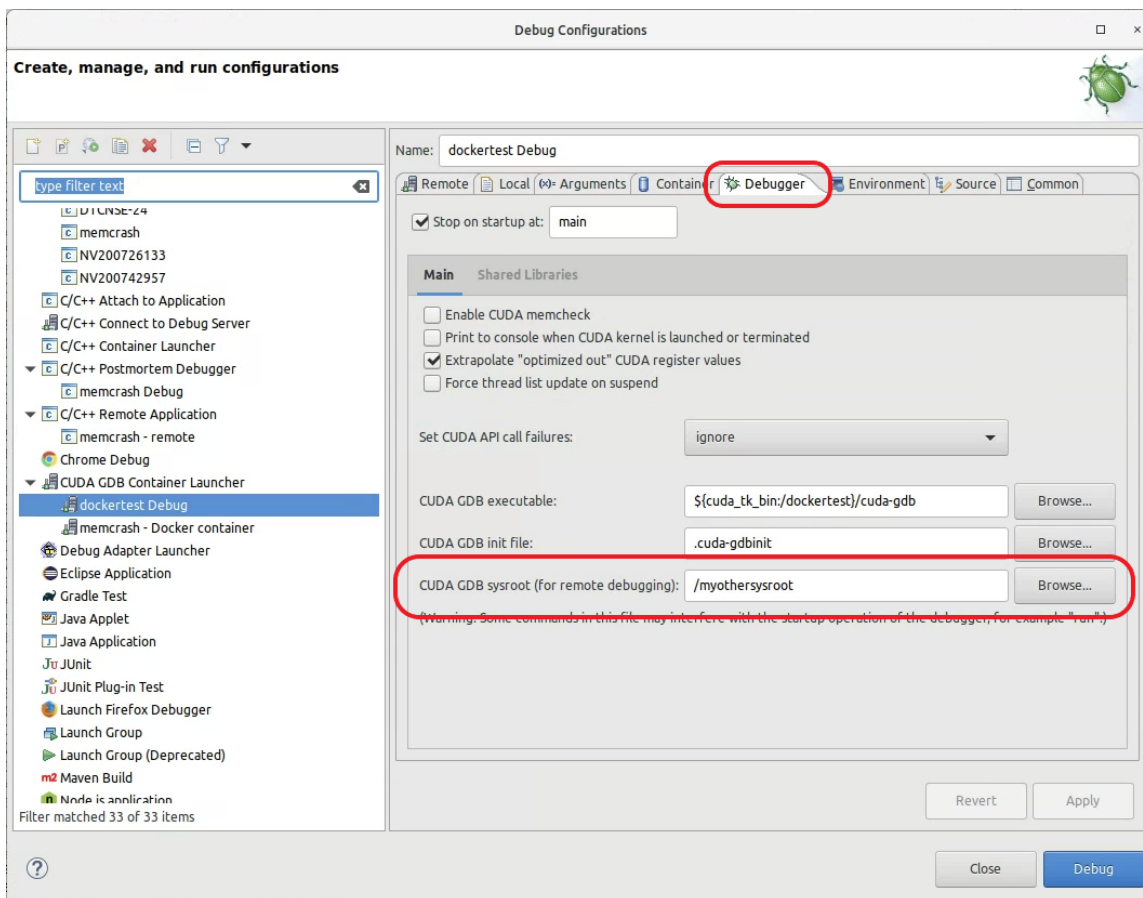 Debug Configurations
Create, manage, and run configurations
type filter text
DTCNSE-24
memcrash
NV200726133
NV200742957
C/C++ Attach to Application
C/C++ Connect to Debug Server
C/C++ Container Launcher
C/C++ Postmortem Debugger
memcrash Debug
C/C++ Remote Application
memcrash - remote
Chrome Debug
CUDA GDB Container Launcher
dockertest Debug
memcrash - Docker container
Debug Adapter Launcher
Eclipse Application
Gradle Test
Java Applet
Java Application
JUnit
JUnit Plug-in Test
Launch Firefox Debugger
Launch Group
Launch Group (Deprecated)
Maven Build
Node.js application
Filter matched 33 of 33 items
Name: dockertest Debug
Remote Local (x)= Arguments Container Debugger Environment Source Common
Stop on startup at: main
Main Shared Libraries
Enable CUDA memcheck
Print to console when CUDA kernel is launched or terminated
Extrapolate "optimized out" CUDA register values
Force thread list update on suspend
Set CUDA API call failures: ignore
CUDA GDB executable: ${cuda_tk_bin:/dockertest}/cuda-gdb Browse...
CUDA GDB init file: .cuda-gdbinit Browse...
CUDA GDB sysroot (for remote debugging): /myothersysroot Browse...
(Warning: Some commands in this file may interfere with the startup operation of the debugger, for example "run".)
Revert Apply
Close Debug